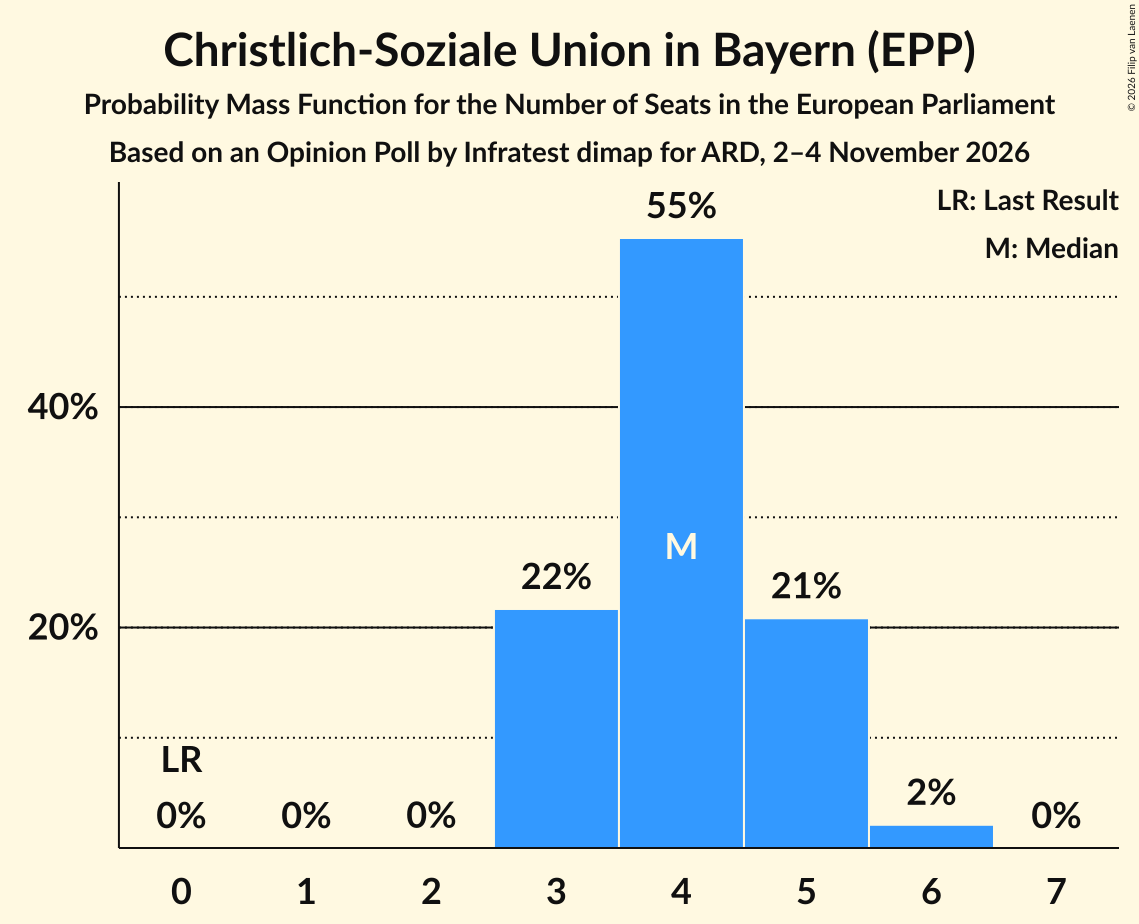 Christlich-Soziale Union in Bayern (EPP)
Probability Mass Function for the Number of Seats in the European Parliament
Based on an Opinion Poll by Infratest dimap for ARD, 2–4 November 2026
© 2026 Filip van Laenen
LR: Last Result
M: Median
55%
40%
M
22%
21%
20%
LR
0%
0%
0%
2%
0%
0
1
2
3
4
5
6
7